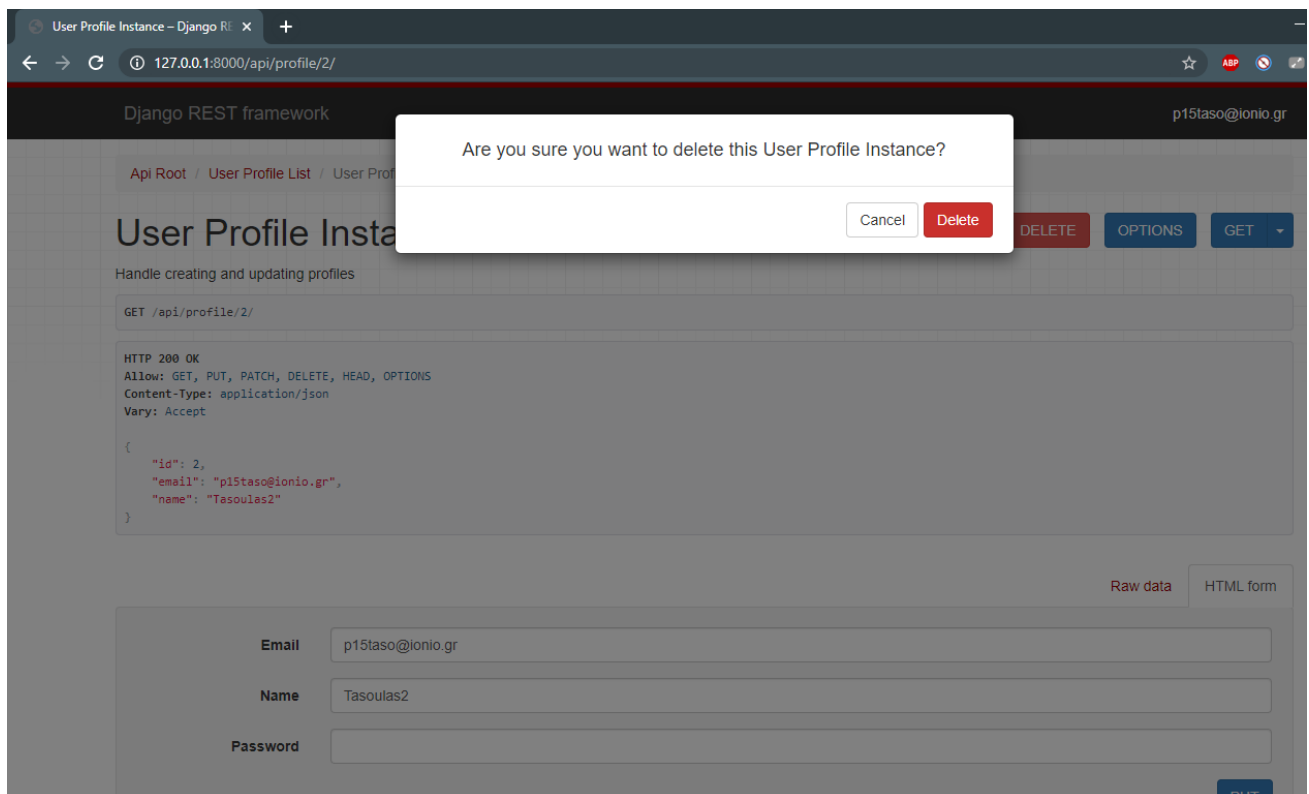 User Profile Instance – Django RE
127.0.0.1:8000/api/profile/2/
ABP
Django REST framework
p15taso@ionio.gr
Are you sure you want to delete this User Profile Instance?
Cancel
Delete
Api Root / User Profile List / User Prof
User Profile Insta
DELETE
OPTIONS
GET
Handle creating and updating profiles
GET /api/profile/2/
HTTP 200 OK
Allow: GET, PUT, PATCH, DELETE, HEAD, OPTIONS
Content-Type: application/json
Vary: Accept
{
"id": 2,
"email": "p15taso@ionio.gr",
"name": "Tasoulas2"
}
Raw data
HTML form
Email
p15taso@ionio.gr
Name
Tasoulas2
Password
PUT